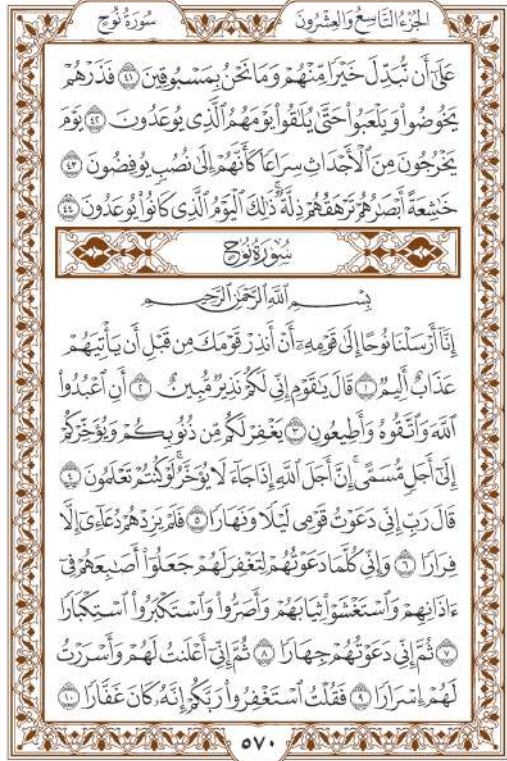 سُورَةُ نُوحٍ
الجُزْءُ التَّاسِعُ وَالعِشْرُونَ
عَلَىٰٓ أَن نُّبَدِّلَ خَيْرًا مِّنْهُمْ وَمَا نَحْنُ بِمَسْبُوقِينَ ٤١ فَذَرْهُمْ
يَخُوضُوا۟ وَيَلْعَبُوا۟ حَتَّىٰ يُلَٰقُوا۟ يَوْمَهُمُ ٱلَّذِى يُوعَدُونَ ٤٢ يَوْمَ
يَخْرُجُونَ مِنَ ٱلْأَجْدَاثِ سِرَاعًا كَأَنَّهُمْ إِلَىٰ نُصُبٍ يُوفِضُونَ ٤٣
خَٰشِعَةً أَبْصَٰرُهُمْ تَرْهَقُهُمْ ذِلَّةٌ ۚ ذَٰلِكَ ٱلْيَوْمُ ٱلَّذِى كَانُوا۟ يُوعَدُونَ ٤٤
سُورَةُ نُوحٍ
بِسْمِ ٱللَّهِ ٱلرَّحْمَٰنِ ٱلرَّحِيمِ
إِنَّآ أَرْسَلْنَا نُوحًا إِلَىٰ قَوْمِهِۦٓ أَنْ أَنذِرْ قَوْمَكَ مِن قَبْلِ أَن يَأْتِيَهُمْ
عَذَابٌ أَلِيمٌ ١ قَالَ يَٰقَوْمِ إِنِّى لَكُمْ نَذِيرٌ مُّبِينٌ ٢ أَنِ ٱعْبُدُوا۟
ٱللَّهَ وَٱتَّقُوهُ وَأَطِيعُونِ ٣ يَغْفِرْ لَكُم مِّن ذُنُوبِكُمْ وَيُؤَخِّرْكُمْ
إِلَىٰٓ أَجَلٍ مُّسَمًّى ۚ إِنَّ أَجَلَ ٱللَّهِ إِذَا جَآءَ لَا يُؤَخَّرُ ۖ لَوْ كُنتُمْ تَعْلَمُونَ ٤
قَالَ رَبِّ إِنِّى دَعَوْتُ قَوْمِى لَيْلًا وَنَهَارًا ٥ فَلَمْ يَزِدْهُمْ دُعَآءِىٓ إِلَّا
فِرَارًا ٦ وَإِنِّى كُلَّمَا دَعَوْتُهُمْ لِتَغْفِرَ لَهُمْ جَعَلُوٓا۟ أَصَٰبِعَهُمْ فِىٓ
ءَاذَانِهِمْ وَٱسْتَغْشَوْا۟ ثِيَابَهُمْ وَأَصَرُّوا۟ وَٱسْتَكْبَرُوا۟ ٱسْتِكْبَارًا
٧ ثُمَّ إِنِّى دَعَوْتُهُمْ جِهَارًا ٨ ثُمَّ إِنِّىٓ أَعْلَنتُ لَهُمْ وَأَسْرَرْتُ
لَهُمْ إِسْرَارًا ٩ فَقُلْتُ ٱسْتَغْفِرُوا۟ رَبَّكُمْ إِنَّهُۥ كَانَ غَفَّارًا ١٠
٥٧٠